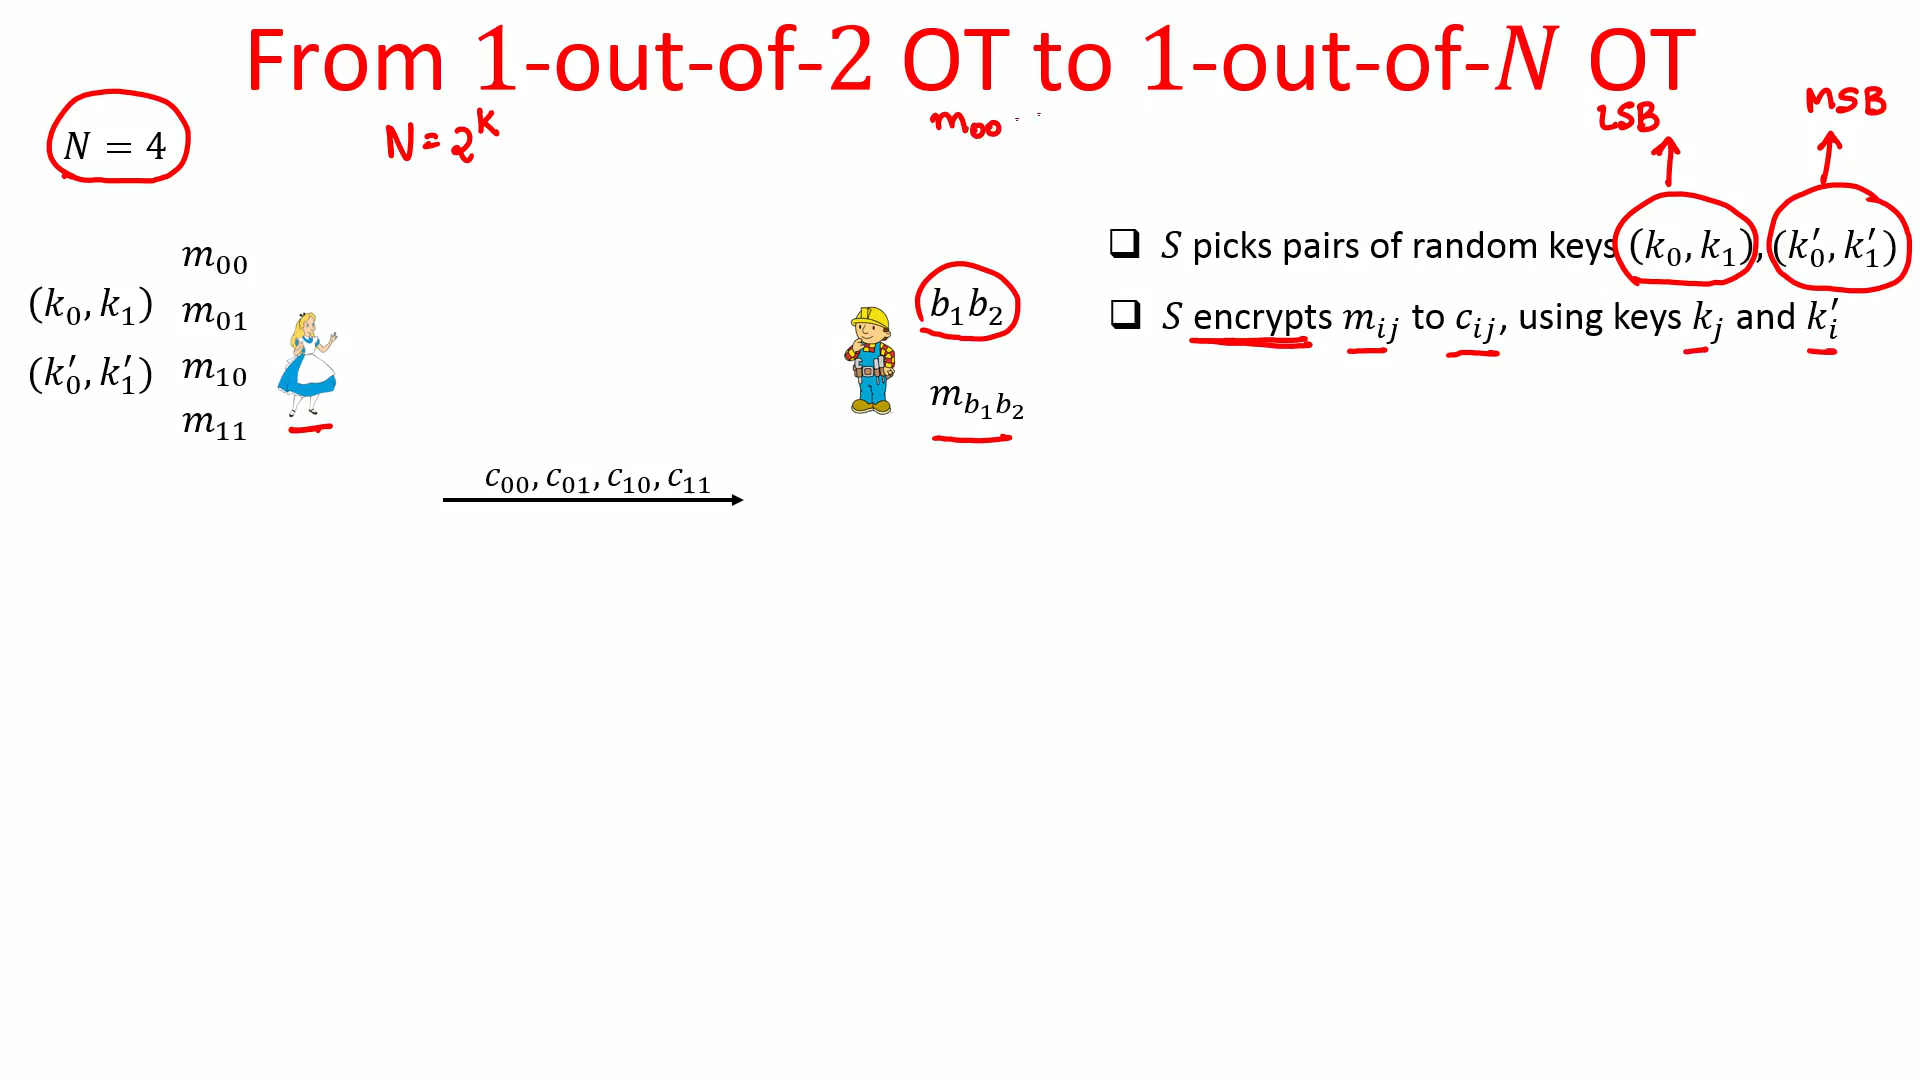 From 1-out-of-2 OT to 1-out-of-N OT
N = 4
N = 2^K
m₀₀
LSB
MSB
❑ S picks pairs of random keys (k₀, k₁), (k′₀, k′₁)
❑ S encrypts m_{ij} to c_{ij}, using keys k_j and k′_i
(k₀, k₁)
(k′₀, k′₁)
m₀₀
m₀₁
m₁₀
m₁₁
b₁b₂
m_{b₁b₂}
c₀₀, c₀₁, c₁₀, c₁₁